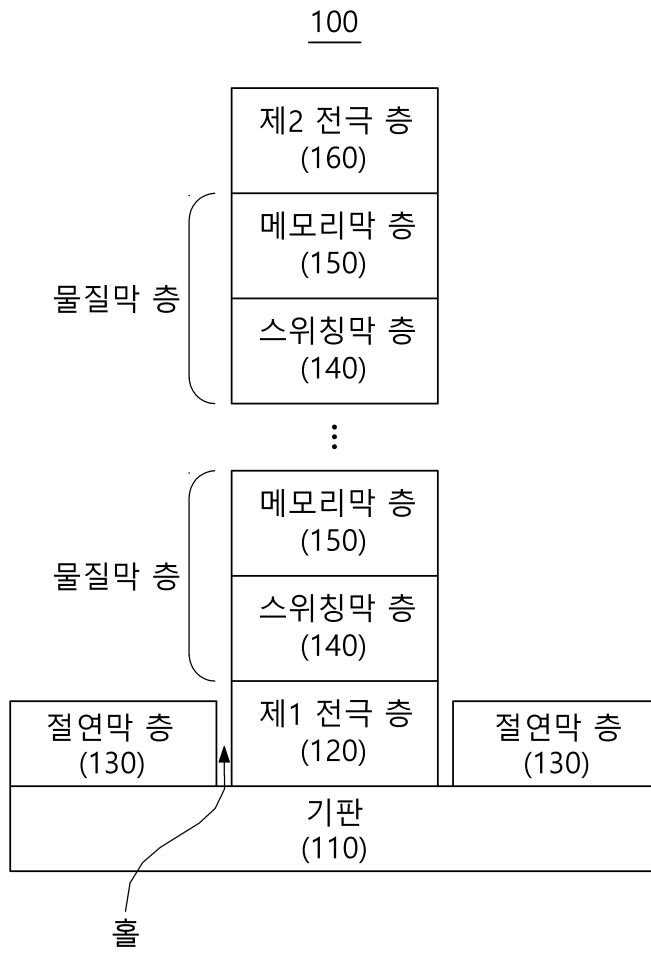 100
제2 전극 층
(160)
메모리막 층
(150)
물질막 층
스위칭막 층
(140)
메모리막 층
(150)
물질막 층
스위칭막 층
(140)
절연막 층
(130)
제1 전극 층
(120)
절연막 층
(130)
기판
(110)
홀